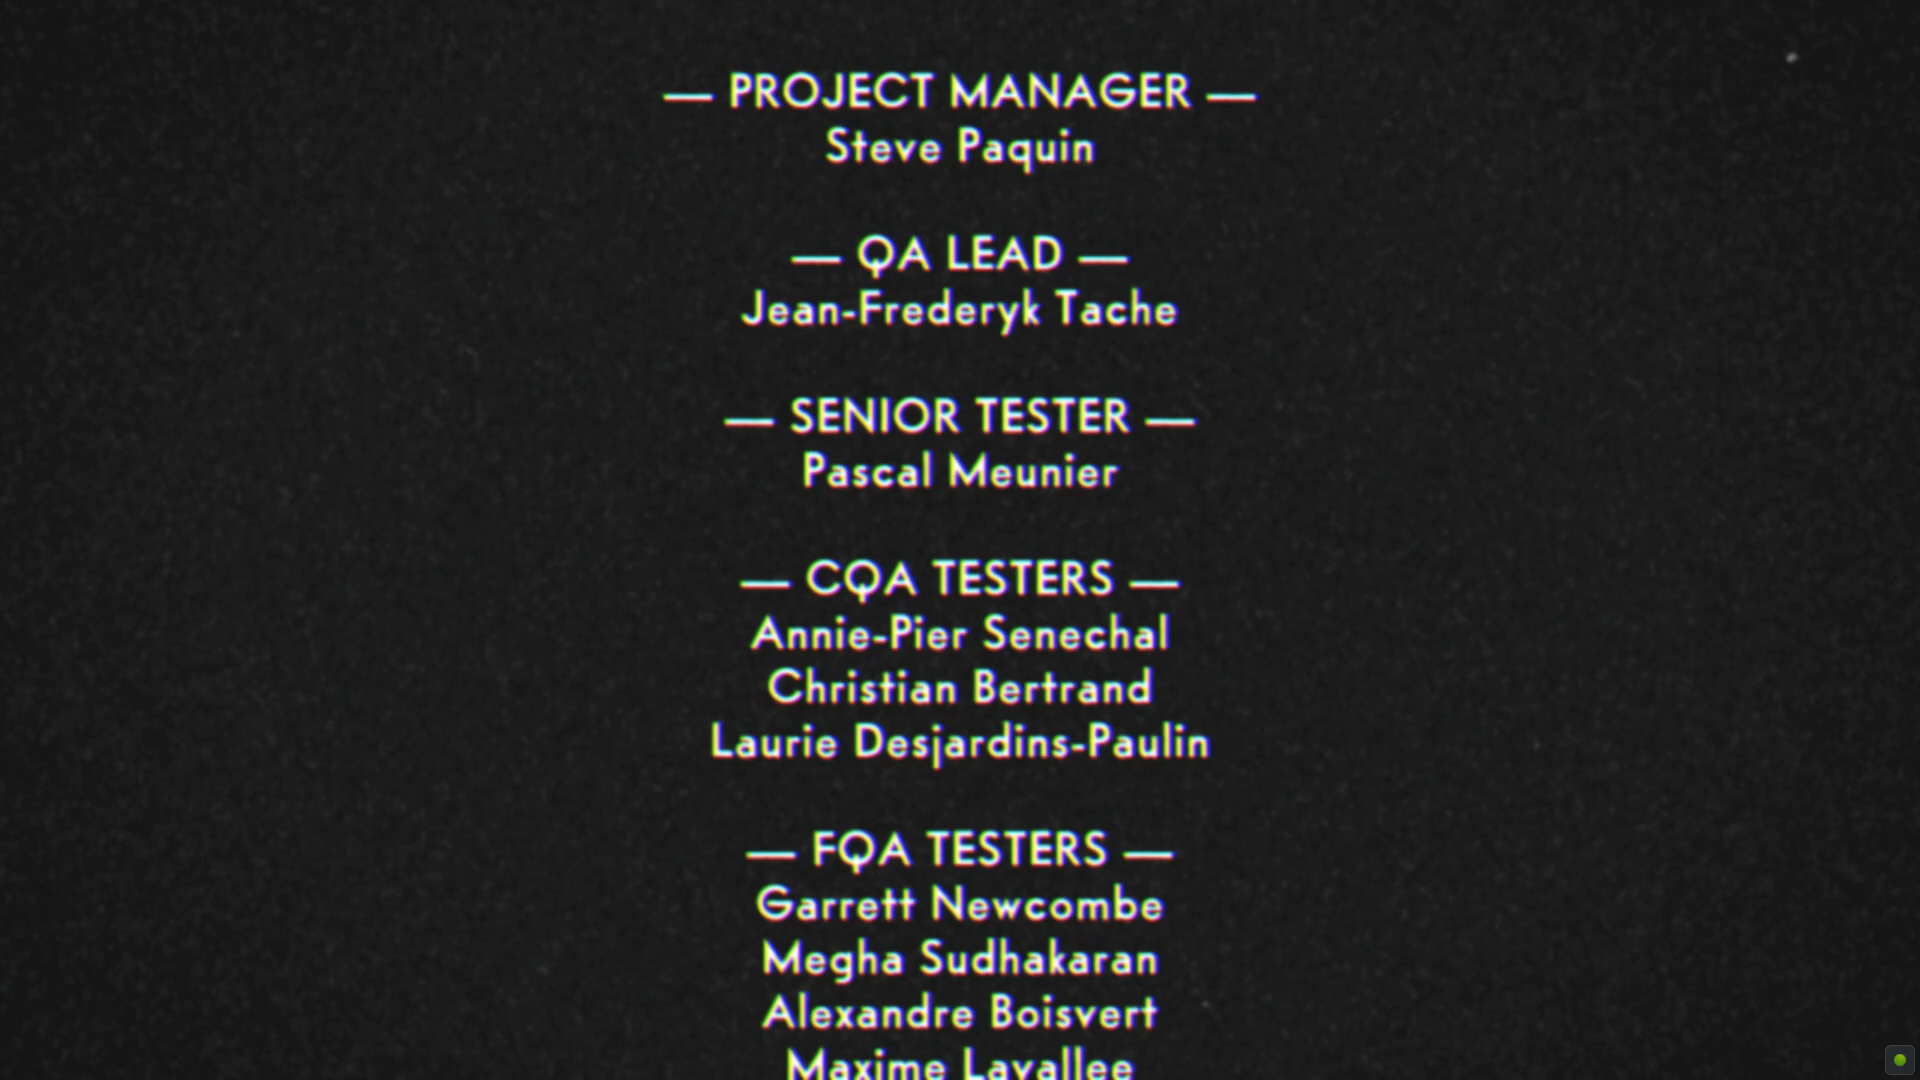 — PROJECT MANAGER —
Steve Paquin
— QA LEAD —
Jean-Frederyk Tache
— SENIOR TESTER —
Pascal Meunier
— CQA TESTERS —
Annie-Pier Senechal
Christian Bertrand
Laurie Desjardins-Paulin
— FQA TESTERS —
Garrett Newcombe
Megha Sudhakaran
Alexandre Boisvert
Maxime Lavallee